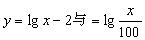 y = lg x − 2与 = lg x/100